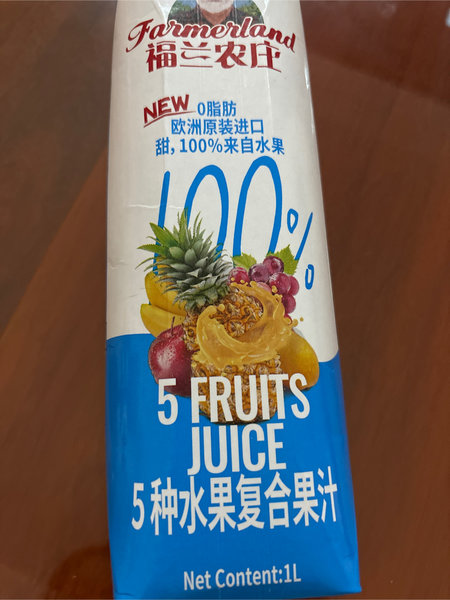 Farmerland
福兰农庄
NEW 0脂肪
欧洲原装进口
甜, 100%来自水果
100%
5 FRUITS
JUICE
5种水果复合果汁
Net Content:1L